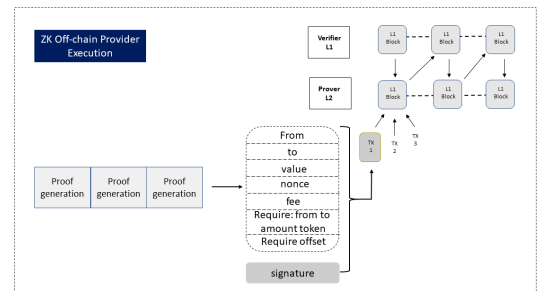 ZK Off-chain Provider
Execution
Verifier
L1
L1
Block
L1
Block
L1
Block
Prover
L2
L1
Block
L1
Block
L1
Block
TX
1
TX
2
TX
3
Proof
generation
Proof
generation
Proof
generation
From
to
value
nonce
fee
Require: from to
amount token
Require offset
signature